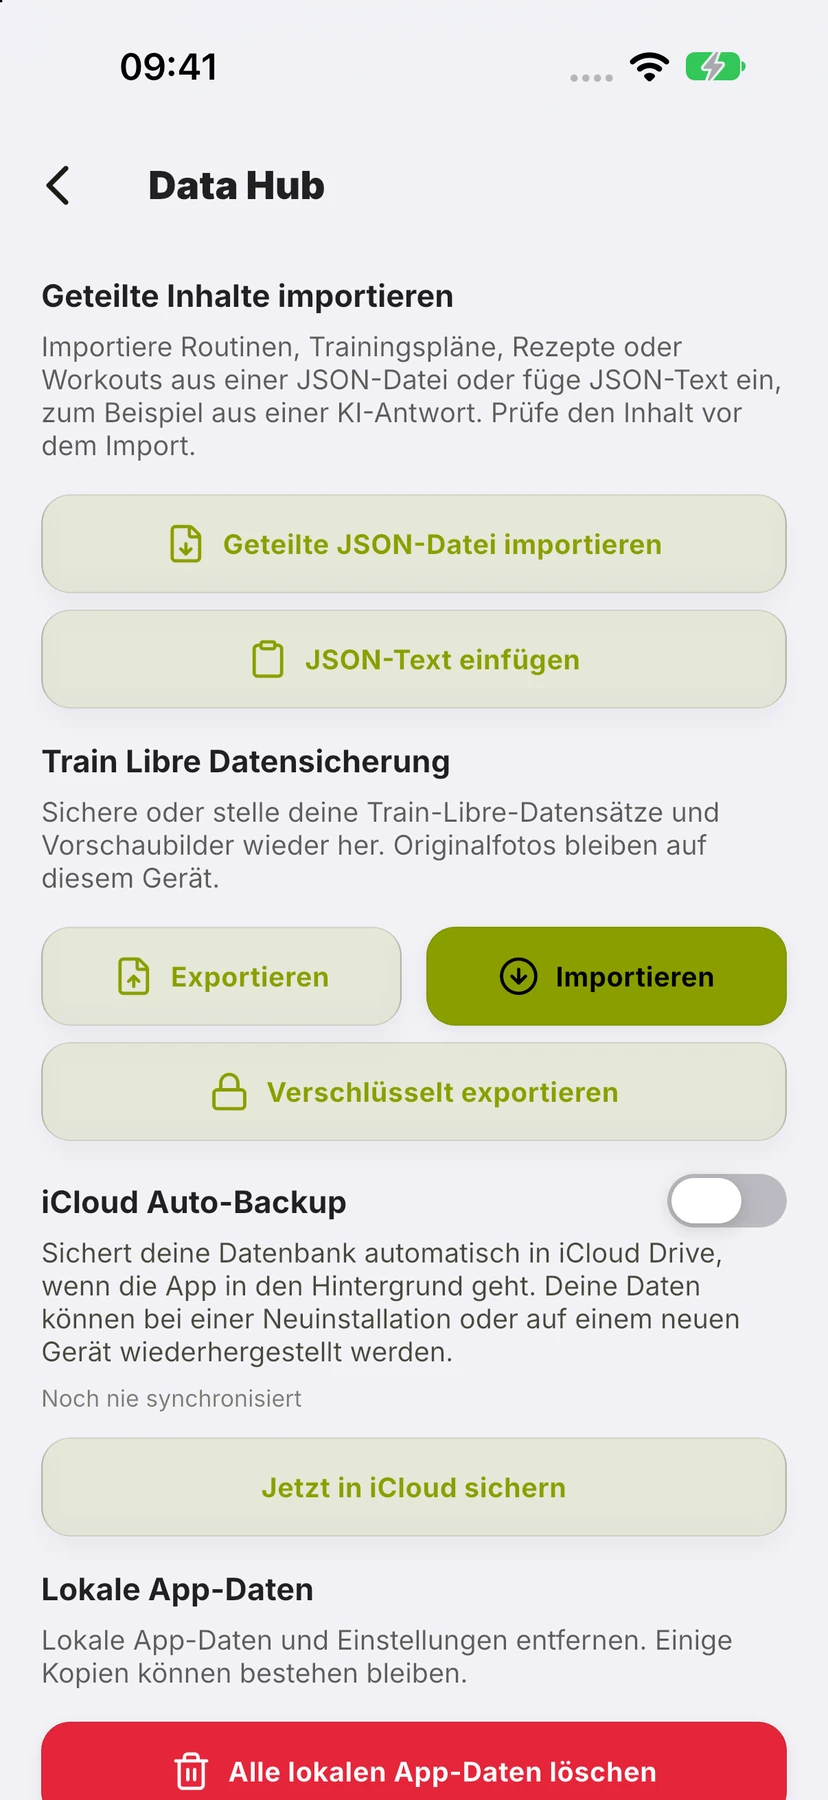 09:41
Data Hub
Geteilte Inhalte importieren
Importiere Routinen, Trainingspläne, Rezepte oder
Workouts aus einer JSON-Datei oder füge JSON-Text ein,
zum Beispiel aus einer KI-Antwort. Prüfe den Inhalt vor
dem Import.
Geteilte JSON-Datei importieren
JSON-Text einfügen
Train Libre Datensicherung
Sichere oder stelle deine Train-Libre-Datensätze und
Vorschaubilder wieder her. Originalfotos bleiben auf
diesem Gerät.
Exportieren
Importieren
Verschlüsselt exportieren
iCloud Auto-Backup
Sichert deine Datenbank automatisch in iCloud Drive,
wenn die App in den Hintergrund geht. Deine Daten
können bei einer Neuinstallation oder auf einem neuen
Gerät wiederhergestellt werden.
Noch nie synchronisiert
Jetzt in iCloud sichern
Lokale App-Daten
Lokale App-Daten und Einstellungen entfernen. Einige
Kopien können bestehen bleiben.
Alle lokalen App-Daten löschen